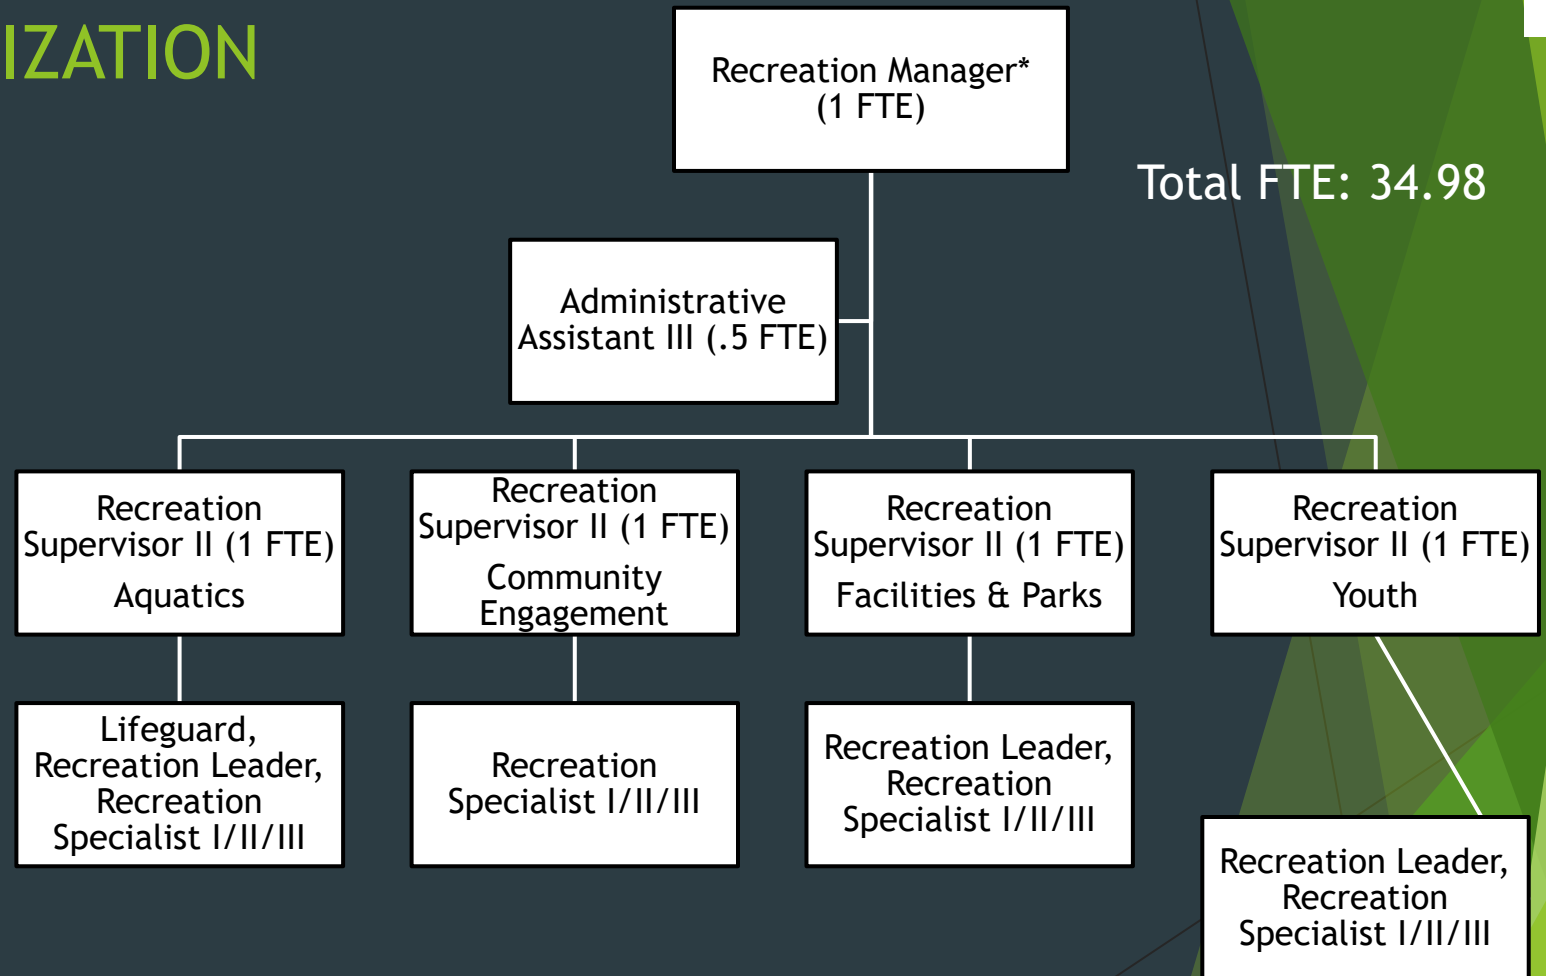 IZATION
Recreation Manager*
(1 FTE)
Total FTE: 34.98
Administrative
Assistant III (.5 FTE)
Recreation
Supervisor II (1 FTE)
Aquatics
Recreation
Supervisor II (1 FTE)
Community
Engagement
Recreation
Supervisor II (1 FTE)
Facilities & Parks
Recreation
Supervisor II (1 FTE)
Youth
Lifeguard,
Recreation Leader,
Recreation
Specialist I/II/III
Recreation
Specialist I/II/III
Recreation Leader,
Recreation
Specialist I/II/III
Recreation Leader,
Recreation
Specialist I/II/III